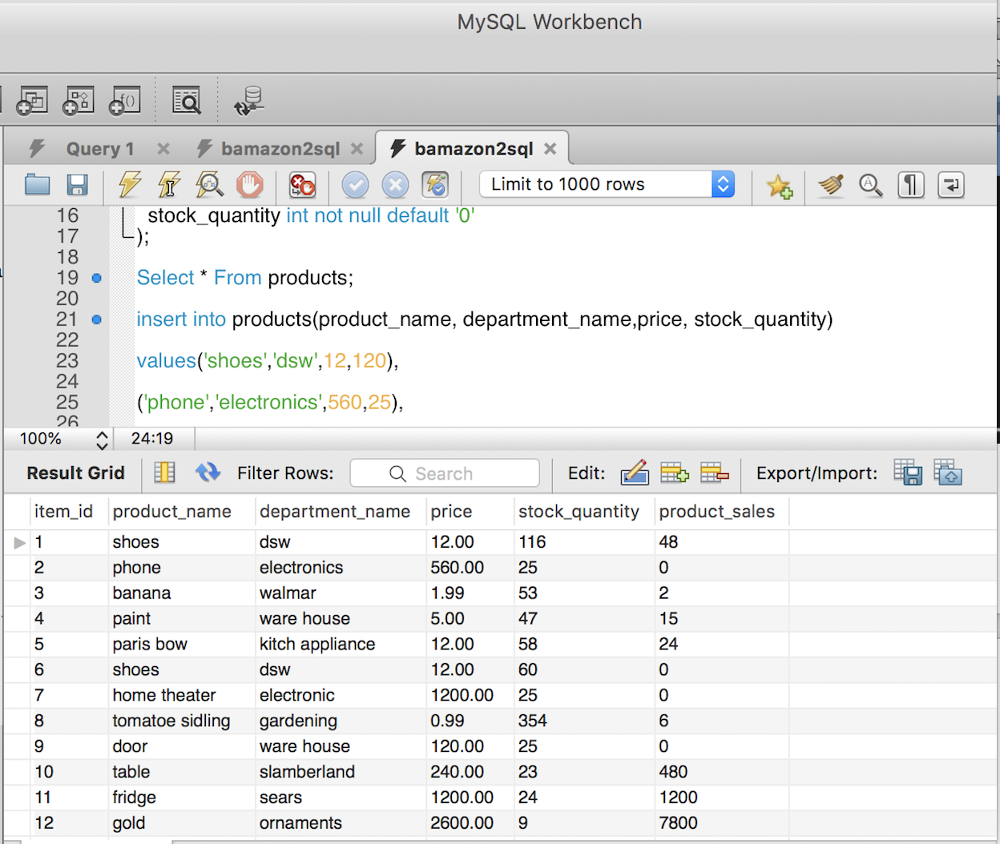 MySQL Workbench
Query 1 bamazon2sql bamazon2sql
Limit to 1000 rows
16 stock_quantity int not null default '0'
17 );
18
19 Select * From products;
20
21 insert into products(product_name, department_name,price, stock_quantity)
22
23 values('shoes','dsw',12,120),
24
25 ('phone','electronics',560,25),
26
100% 24:19
Result Grid Filter Rows: Search Edit: Export/Import:
item_id product_name department_name price stock_quantity product_sales
1 shoes dsw 12.00 116 48
2 phone electronics 560.00 25 0
3 banana walmar 1.99 53 2
4 paint ware house 5.00 47 15
5 paris bow kitch appliance 12.00 58 24
6 shoes dsw 12.00 60 0
7 home theater electronic 1200.00 25 0
8 tomatoe sidling gardening 0.99 354 6
9 door ware house 120.00 25 0
10 table slamberland 240.00 23 480
11 fridge sears 1200.00 24 1200
12 gold ornaments 2600.00 9 7800